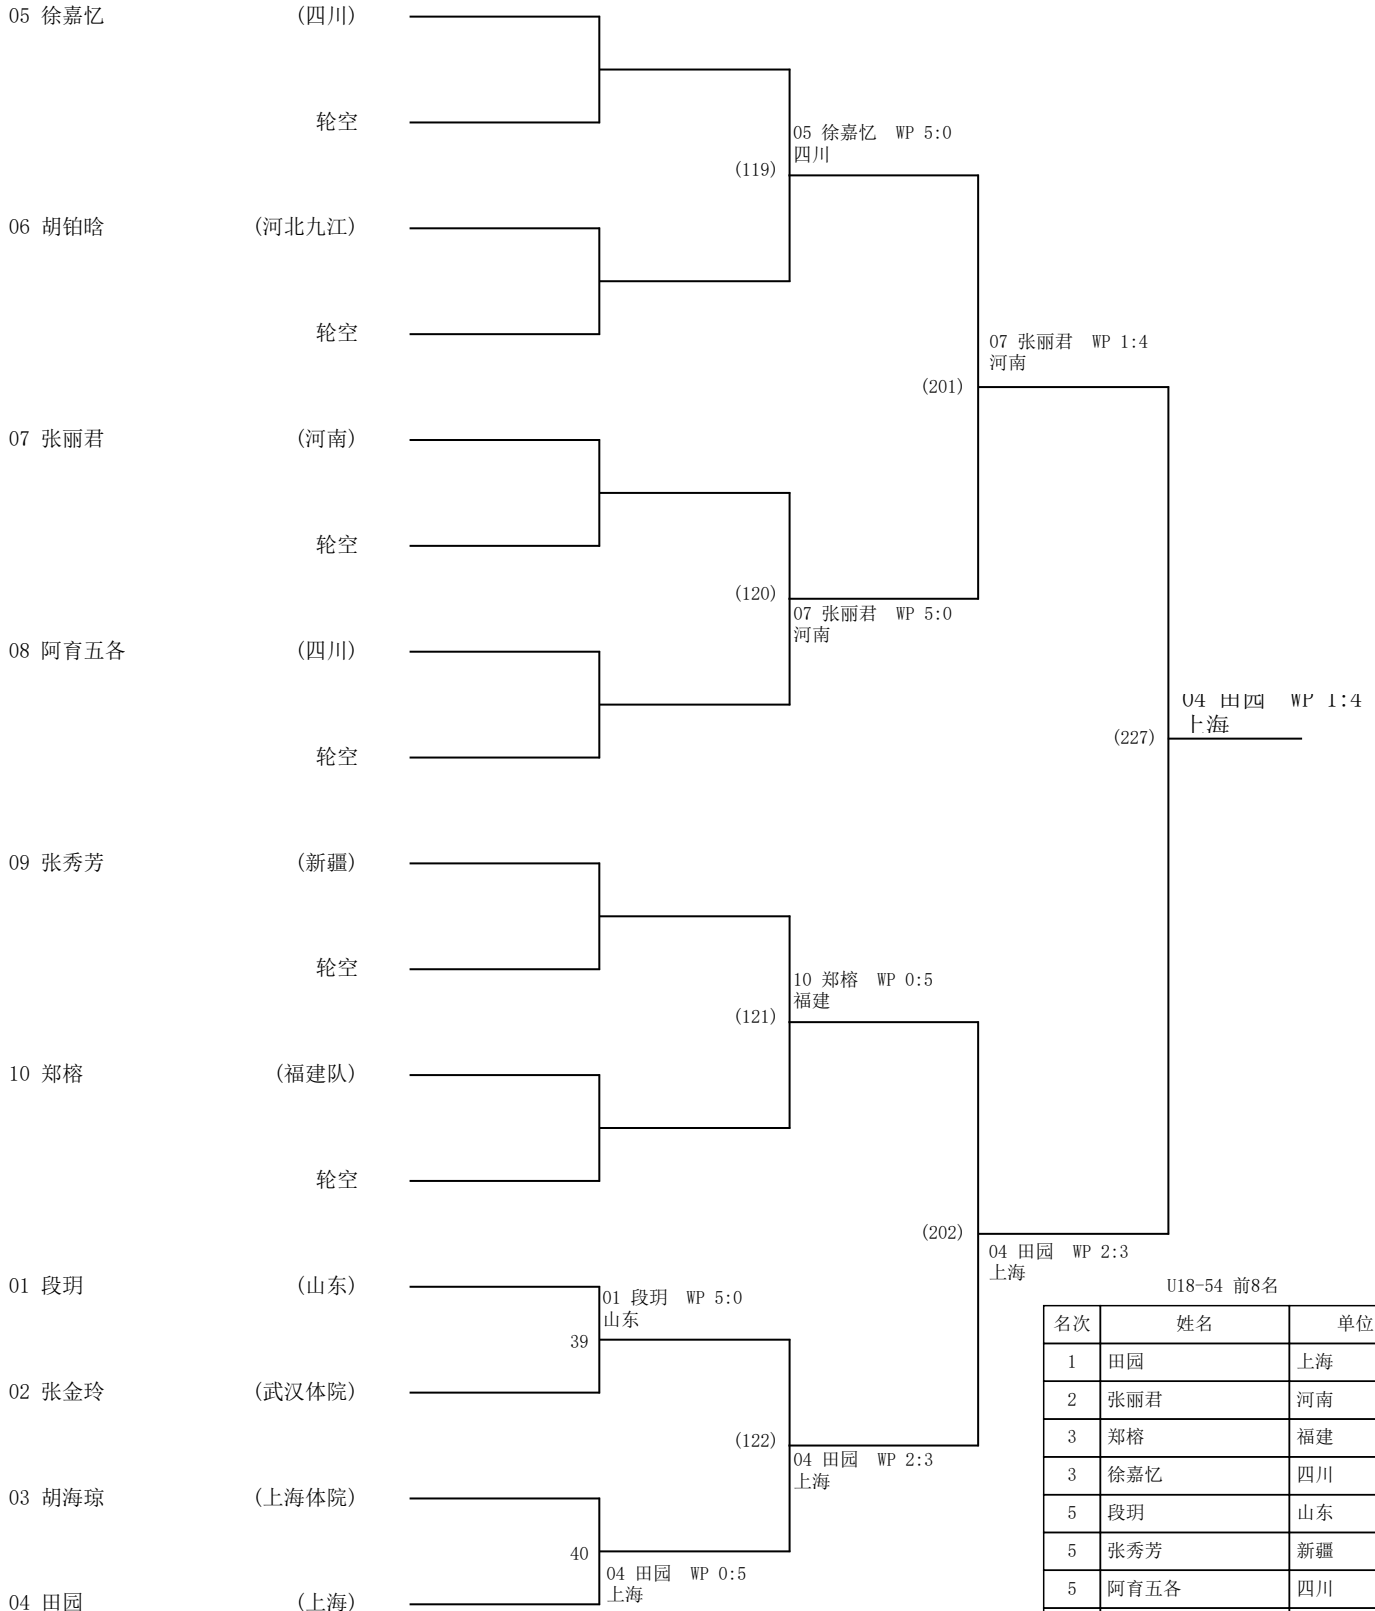 05 徐嘉忆 (四川)
轮空
05 徐嘉忆 WP 5:0
四川
(119)
06 胡铂晗 (河北九江)
轮空
07 张丽君 WP 1:4
河南
(201)
07 张丽君 (河南)
轮空
(120)
07 张丽君 WP 5:0
河南
08 阿育五各 (四川)
04 田园 WP 1:4
上海
(227)
轮空
09 张秀芳 (新疆)
轮空
10 郑榕 WP 0:5
福建
(121)
10 郑榕 (福建队)
轮空
(202)
04 田园 WP 2:3
上海
01 段玥 (山东)
01 段玥 WP 5:0
山东
39
02 张金玲 (武汉体院)
(122)
04 田园 WP 2:3
上海
03 胡海琼 (上海体院)
40
04 田园 WP 0:5
上海
04 田园 (上海)
U18-54 前8名
名次 姓名 单位
1 田园 上海
2 张丽君 河南
3 郑榕 福建
3 徐嘉忆 四川
5 段玥 山东
5 张秀芳 新疆
5 阿育五各 四川